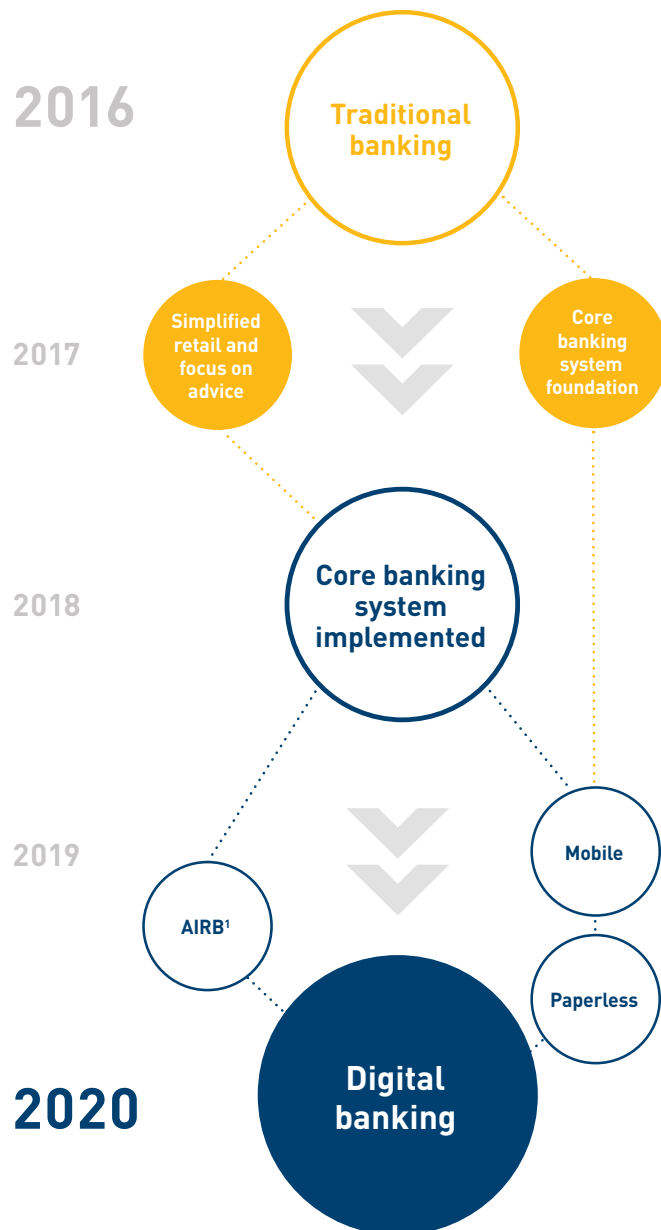 2016
Traditional
banking
2017
Simplified
retail and
focus on
advice
Core
banking
system
foundation
2018
Core banking
system
implemented
2019
Mobile
AIRB¹
Paperless
2020
Digital
banking